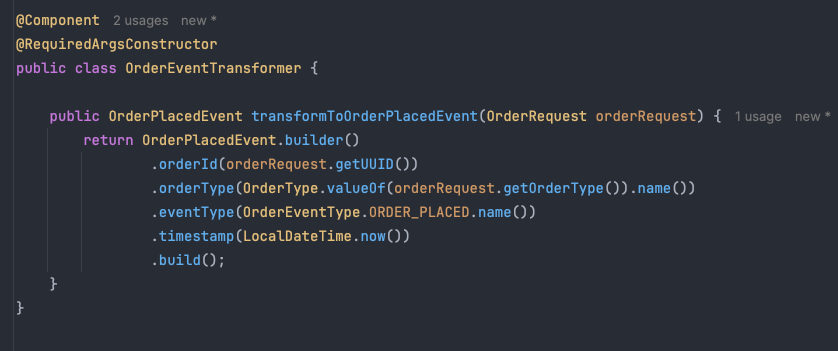 @Component 2 usages new *
@RequiredArgsConstructor
public class OrderEventTransformer {
public OrderPlacedEvent transformToOrderPlacedEvent(OrderRequest orderRequest) { 1 usage new *
return OrderPlacedEvent.builder()
.orderId(orderRequest.getUUID())
.orderType(OrderType.valueOf(orderRequest.getOrderType()).name())
.eventType(OrderEventType.ORDER_PLACED.name())
.timestamp(LocalDateTime.now())
.build();
}
}